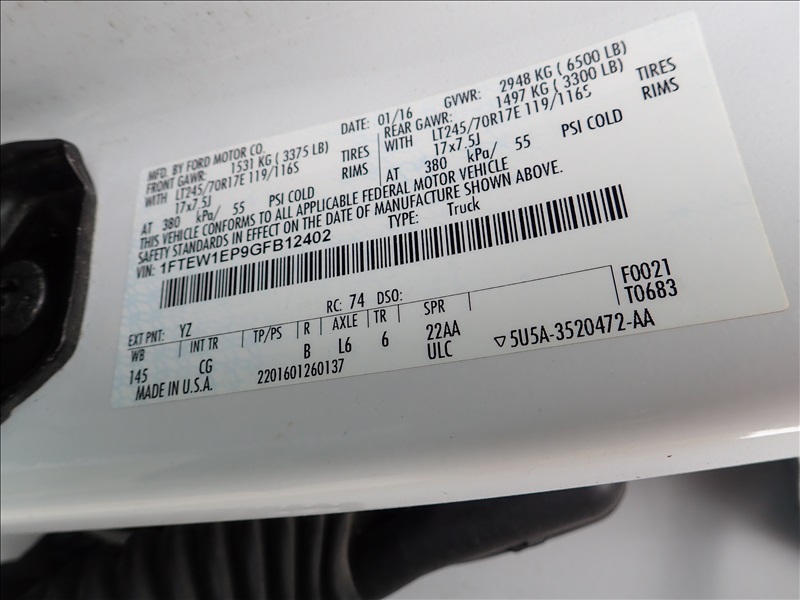 MFD. BY FORD MOTOR CO. DATE: 01/16 GVWR: 2948 KG ( 6500 LB)
FRONT GAWR: 1531 KG ( 3375 LB) REAR GAWR: 1497 KG ( 3300 LB)
WITH LT245/70R17E 119/116S TIRES WITH LT245/70R17E 119/116S TIRES
17x7.5J RIMS 17x7.5J RIMS
AT 380 kPa/ 55 PSI COLD AT 380 kPa/ 55 PSI COLD
THIS VEHICLE CONFORMS TO ALL APPLICABLE FEDERAL MOTOR VEHICLE
SAFETY STANDARDS IN EFFECT ON THE DATE OF MANUFACTURE SHOWN ABOVE.
VIN: 1FTEW1EP9GFB12402 TYPE: Truck
F0021
T0683
EXT PNT: YZ RC: 74 DSO:
WB INT TR TP/PS R AXLE TR SPR
145 CG B L6 6 22AA
ULC
▽5U5A-3520472-AA
MADE IN U.S.A. 2201601260137